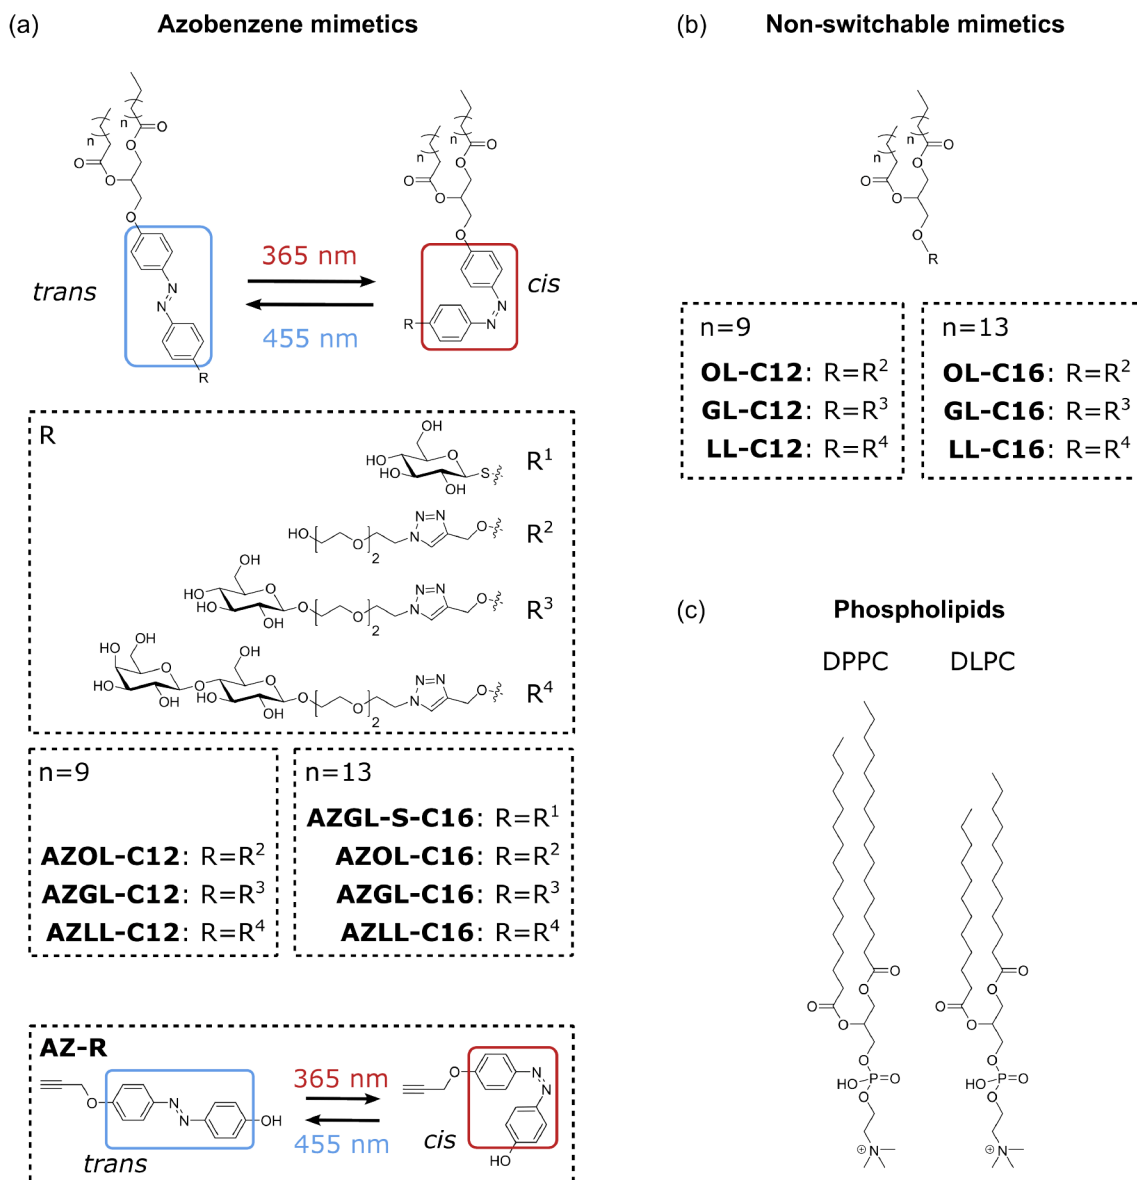 (a) Azobenzene mimetics
trans
365 nm
455 nm
cis
R
R¹
R²
R³
R⁴
n=9
AZOL-C12: R=R²
AZGL-C12: R=R³
AZLL-C12: R=R⁴
n=13
AZGL-S-C16: R=R¹
AZOL-C16: R=R²
AZGL-C16: R=R³
AZLL-C16: R=R⁴
AZ-R
365 nm
455 nm
trans
cis
(b) Non-switchable mimetics
n=9
OL-C12: R=R²
GL-C12: R=R³
LL-C12: R=R⁴
n=13
OL-C16: R=R²
GL-C16: R=R³
LL-C16: R=R⁴
(c) Phospholipids
DPPC DLPC